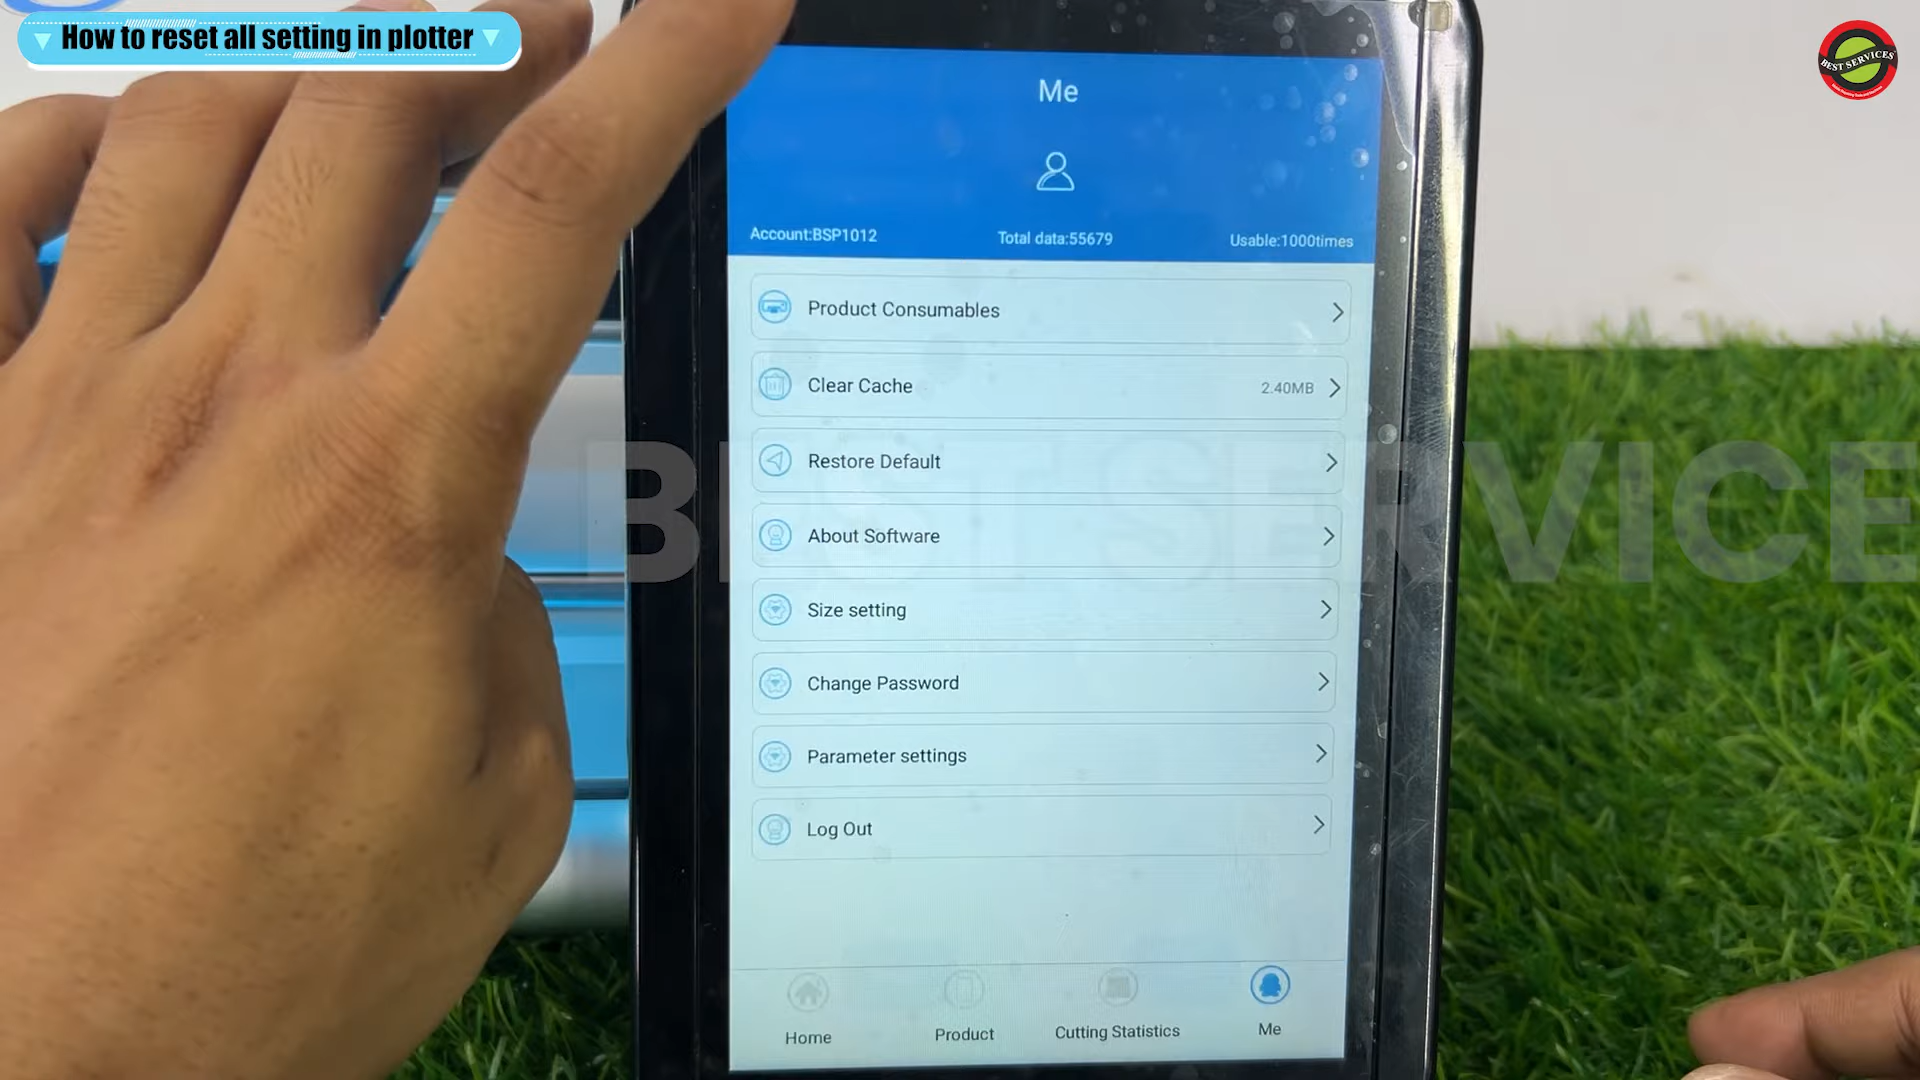 How to reset all setting in plotter
BEST SERVICES
Me
Account:BSP1012
Total data:55679
Usable:1000times
Product Consumables
Clear Cache
2.40MB
Restore Default
About Software
Size setting
Change Password
Parameter settings
Log Out
BEST SERVICE
Home
Product
Cutting Statistics
Me